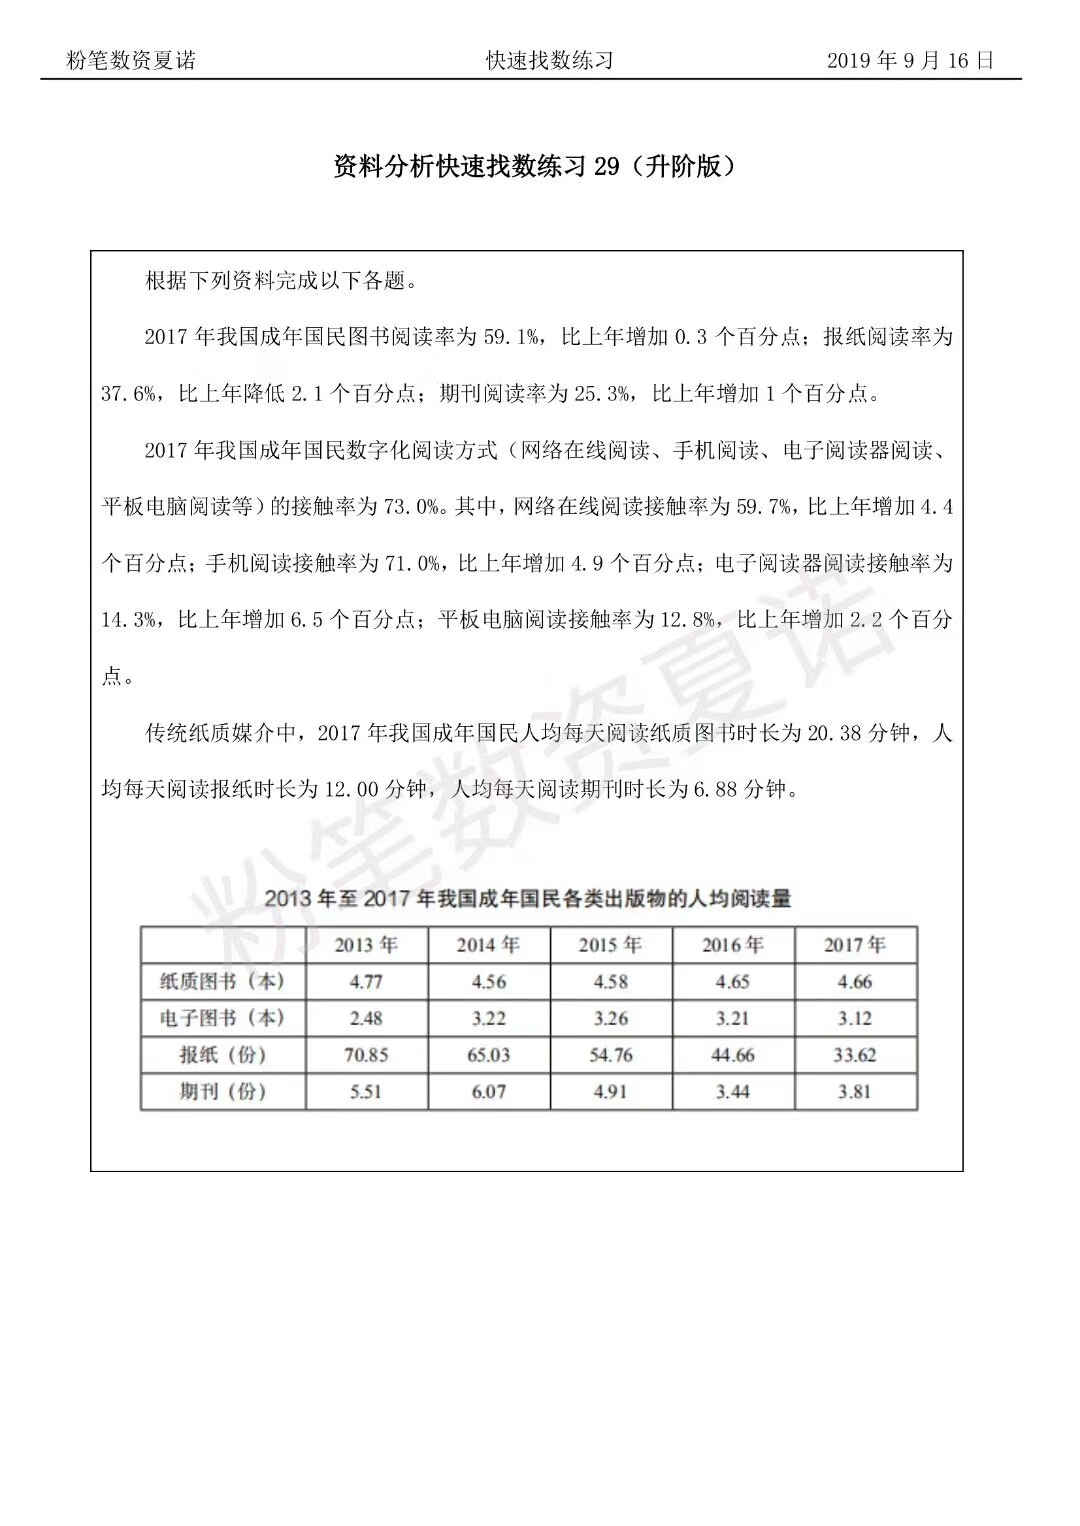 粉笔数资夏诺 快速找数练习 2019 年 9 月 16 日
资料分析快速找数练习 29（升阶版）
根据下列资料完成以下各题。
2017 年我国成年国民图书阅读率为 59.1%，比上年增加 0.3 个百分点；报纸阅读率为
37.6%，比上年降低 2.1 个百分点；期刊阅读率为 25.3%，比上年增加 1 个百分点。
2017 年我国成年国民数字化阅读方式（网络在线阅读、手机阅读、电子阅读器阅读、
平板电脑阅读等）的接触率为 73.0%。其中，网络在线阅读接触率为 59.7%，比上年增加 4.4
个百分点；手机阅读接触率为 71.0%，比上年增加 4.9 个百分点；电子阅读器阅读接触率为
14.3%，比上年增加 6.5 个百分点；平板电脑阅读接触率为 12.8%，比上年增加 2.2 个百分
点。
传统纸质媒介中，2017 年我国成年国民人均每天阅读纸质图书时长为 20.38 分钟，人
均每天阅读报纸时长为 12.00 分钟，人均每天阅读期刊时长为 6.88 分钟。
粉笔数资夏诺
2013 年至 2017 年我国成年国民各类出版物的人均阅读量
2013 年 2014 年 2015 年 2016 年 2017 年
纸质图书（本） 4.77 4.56 4.58 4.65 4.66
电子图书（本） 2.48 3.22 3.26 3.21 3.12
报纸（份） 70.85 65.03 54.76 44.66 33.62
期刊（份） 5.51 6.07 4.91 3.44 3.81